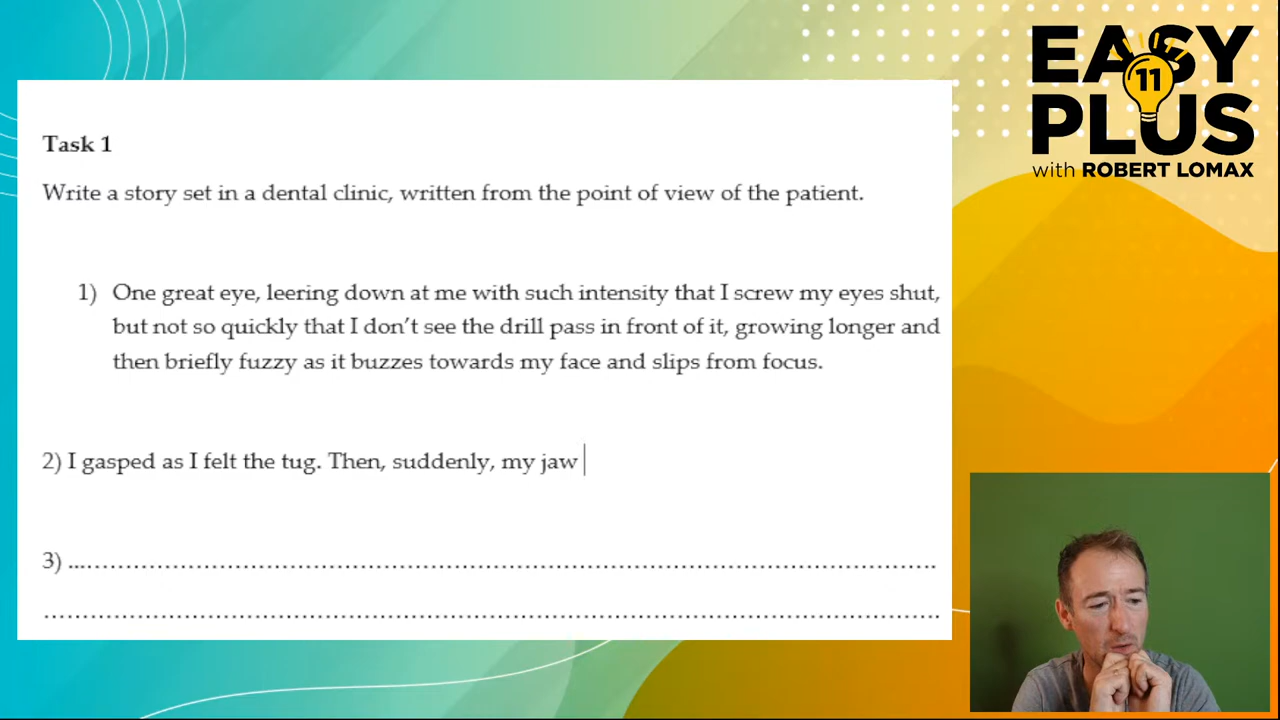 EASY
11
PLUS
with ROBERT LOMAX
Task 1
Write a story set in a dental clinic, written from the point of view of the patient.
1) One great eye, leering down at me with such intensity that I screw my eyes shut,
but not so quickly that I don't see the drill pass in front of it, growing longer and
then briefly fuzzy as it buzzes towards my face and slips from focus.
2) I gasped as I felt the tug. Then, suddenly, my jaw
3) ....................................................................................................
....................................................................................................